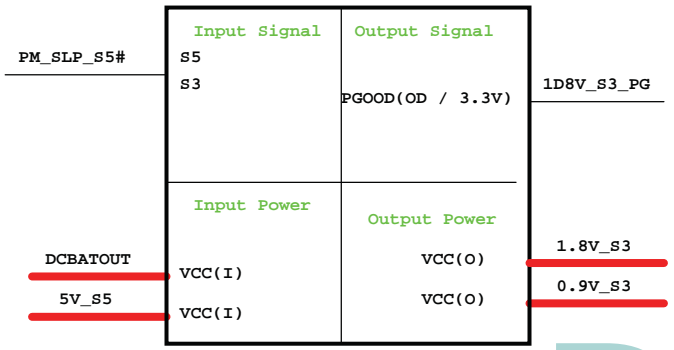 Input Signal Output Signal
PM_SLP_S5# S5
S3 1D8V_S3_PG
PGOOD(OD / 3.3V)
Input Power
Output Power
1.8V_S3
DCBATOUT VCC(O)
VCC(I)
0.9V_S3
5V_S5 VCC(O)
VCC(I)